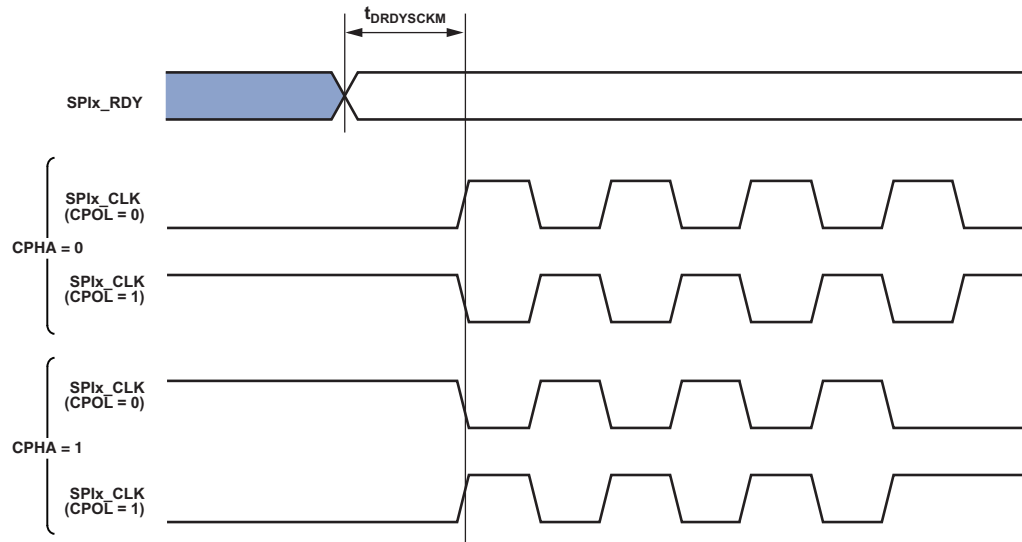 tDRDYSCKM
SPIx_RDY
SPIx_CLK
(CPOL = 0)
CPHA = 0
SPIx_CLK
(CPOL = 1)
SPIx_CLK
(CPOL = 0)
CPHA = 1
SPIx_CLK
(CPOL = 1)